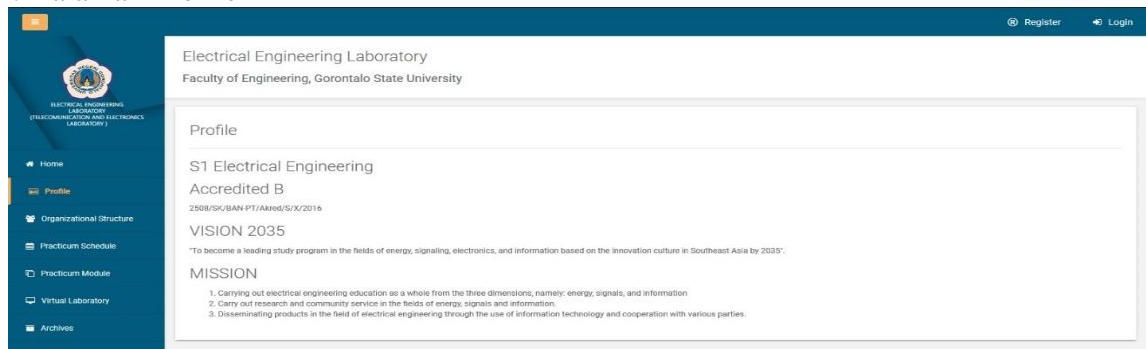 Register
Login
ELECTRICAL ENGINEERING
LABORATORY
(TELECOMUNICATION AND ELECTRONICS
LABORATORY )
Home
Profile
Organizational Structure
Practicum Schedule
Practicum Module
Virtual Laboratory
Archives
Electrical Engineering Laboratory
Faculty of Engineering, Gorontalo State University
Profile
S1 Electrical Engineering
Accredited B
2508/SK/BAN-PT/Akred/S/X/2016
VISION 2035
"To become a leading study program in the fields of energy, signaling, electronics, and information based on the innovation culture in Southeast Asia by 2035".
MISSION
1. Carrying out electrical engineering education as a whole from the three dimensions, namely: energy, signals, and information
2. Carry out research and community service in the fields of energy, signals and information.
3. Disseminating products in the field of electrical engineering through the use of information technology and cooperation with various parties.